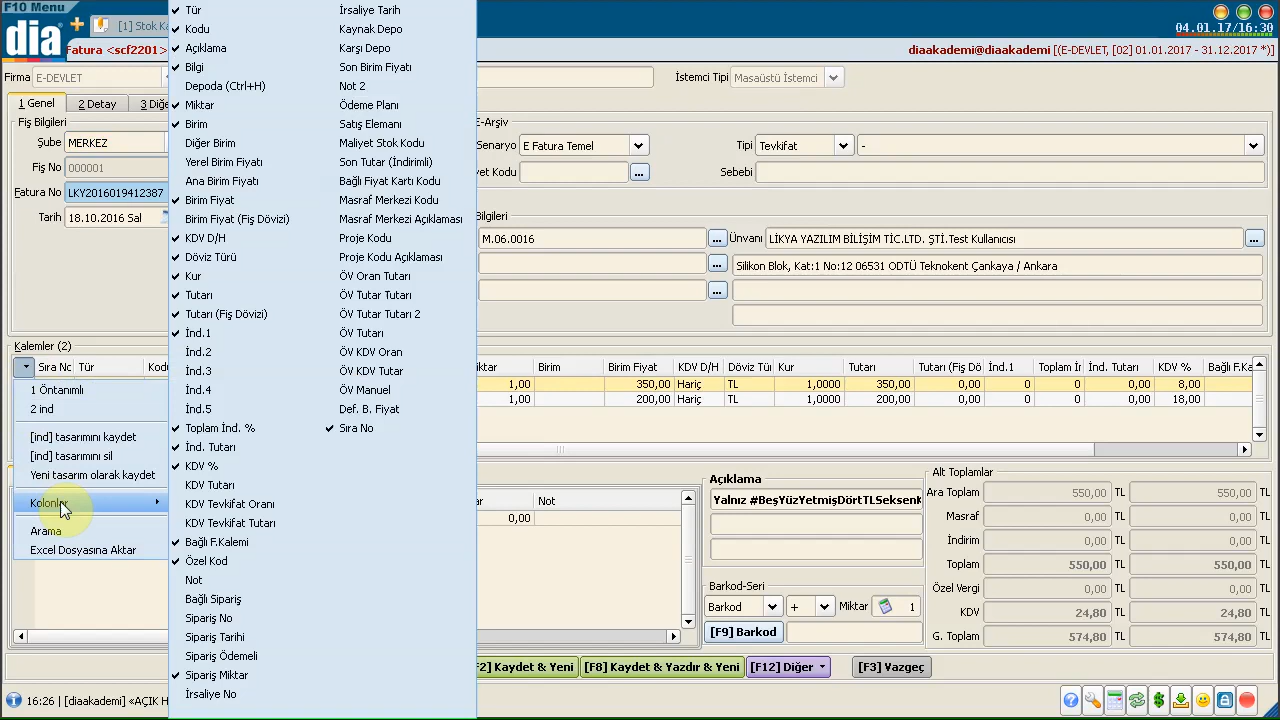 F10 Menu
dia
[1] Stok Ka
04.01.17/16:30
Fatura <scf2201>
diaakademi@diaakademi [(E-DEVLET, [02] 01.01.2017 - 31.12.2017 *)]
Firma E-DEVLET
İstemci Tipi Masaüstü İstemci
1 Genel 2 Detay 3 Diğe
Fiş Bilgileri
Şube MERKEZ
Fiş No 000001
Fatura No LKY2016019412387
Tarih 18.10.2016 Sal
E-Arşiv
Senaryo E Fatura Temel
Tipi Tevkifat -
yet Kodu ...
Sebebi
Bilgileri
M.06.0016 ... Ünvanı LİKYA YAZILIM BİLİŞİM TİC.LTD. ŞTİ.Test Kullanıcısı ...
... Silikon Blok, Kat:1 No:12 06531 ODTÜ Teknokent Çankaya / Ankara
...
Kalemler (2)
Sıra Nc Tür Kodu
ktar Birim Birim Fiyat KDV D/H Döviz Tür Kur Tutarı Tutarı (Fiş Dö İnd.1 Toplam İr İnd. Tutarı KDV % Bağlı F.Ka
1,00 350,00 Hariç TL 1,0000 350,00 0,00 0,00 0,00 0,00 8,00
1,00 200,00 Hariç TL 1,0000 200,00 0,00 0,00 0,00 0,00 18,00
1 Öntanımlı
2 ind
[ind] tasarımını kaydet
[ind] tasarımını sil
Yeni tasarım olarak kaydet
Kolonlar
Arama
Excel Dosyasına Aktar
Tür
Kodu
Açıklama
Bilgi
Depoda (Ctrl+H)
Miktar
Birim
Diğer Birim
Yerel Birim Fiyatı
Ana Birim Fiyatı
Birim Fiyat
Birim Fiyat (Fiş Dövizi)
KDV D/H
Döviz Türü
Kur
Tutarı
Tutarı (Fiş Dövizi)
İnd.1
İnd.2
İnd.3
İnd.4
İnd.5
Toplam İnd. %
İnd. Tutarı
KDV %
KDV Tutarı
KDV Tevkifat Oranı
KDV Tevkifat Tutarı
Bağlı F.Kalemi
Özel Kod
Not
Bağlı Sipariş
Sipariş No
Sipariş Tarihi
Sipariş Ödemeli
Sipariş Miktar
İrsaliye No
İrsaliye Tarih
Kaynak Depo
Karşı Depo
Son Birim Fiyatı
Not 2
Ödeme Planı
Satış Elemanı
Maliyet Stok Kodu
Son Tutar (İndirimli)
Bağlı Fiyat Kartı Kodu
Masraf Merkezi Kodu
Masraf Merkezi Açıklaması
Proje Kodu
Proje Kodu Açıklaması
ÖV Oran Tutarı
ÖV Tutar Tutarı
ÖV Tutar Tutarı 2
ÖV Tutarı
ÖV KDV Oran
ÖV KDV Tutar
ÖV Manuel
Def. B. Fiyat
Sıra No
ar Not
0,00
Açıklama
Yalnız #BeşYüzYetmişDörtTLSeksenK
Barkod-Seri
Barkod + Miktar 1
[F9] Barkod
Alt Toplamlar
Ara Toplam 550,00 TL 550,00 TL
Masraf 0,00 TL 0,00 TL
İndirim 0,00 TL 0,00 TL
Toplam 550,00 TL 550,00 TL
Özel Vergi 0,00 TL 0,00 TL
KDV 24,80 TL 24,80 TL
G. Toplam 574,80 TL 574,80 TL
F2] Kaydet & Yeni [F8] Kaydet & Yazdır & Yeni [F12] Diğer [F3] Vazgeç
16:26 | [diaakademi] «AÇIK H